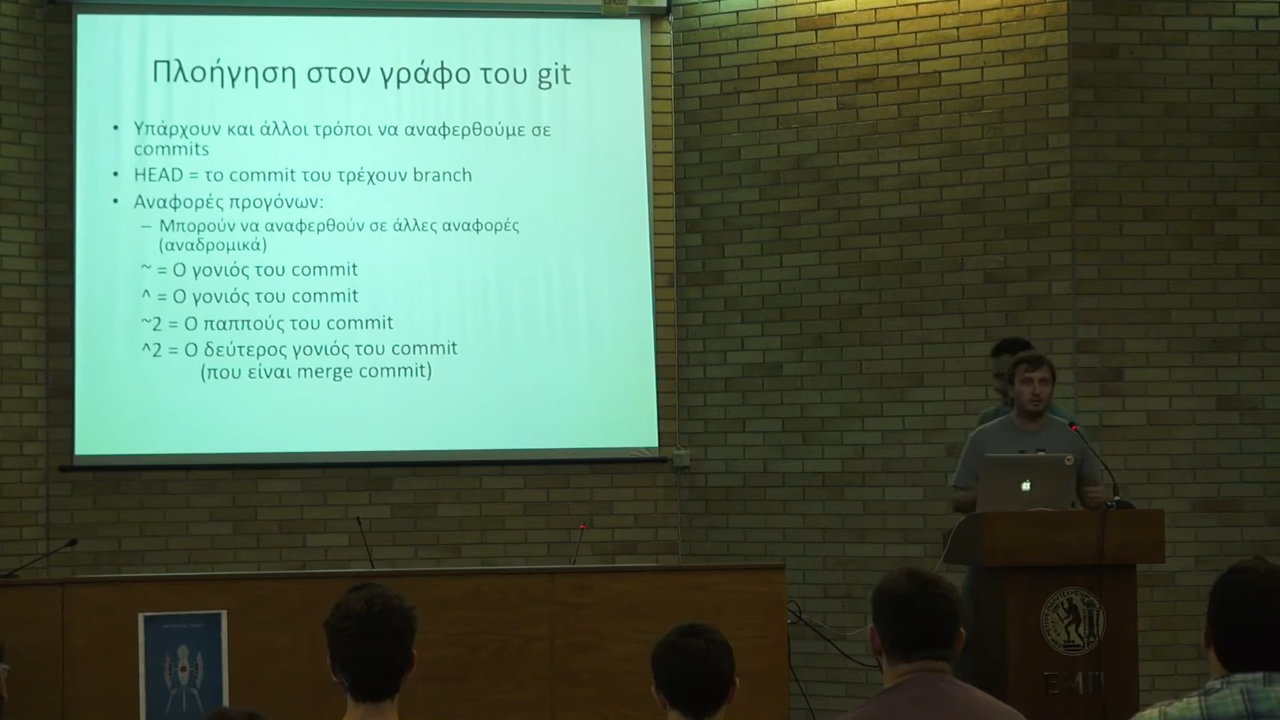 Πλοήγηση στον γράφο του git
• Υπάρχουν και άλλοι τρόποι να αναφερθούμε σε
commits
• HEAD = το commit του τρέχουν branch
• Αναφορές προγόνων:
– Μπορούν να αναφερθούν σε άλλες αναφορές
(αναδρομικά)
~ = Ο γονιός του commit
^ = Ο γονιός του commit
~2 = Ο παππούς του commit
^2 = Ο δεύτερος γονιός του commit
(που είναι merge commit)